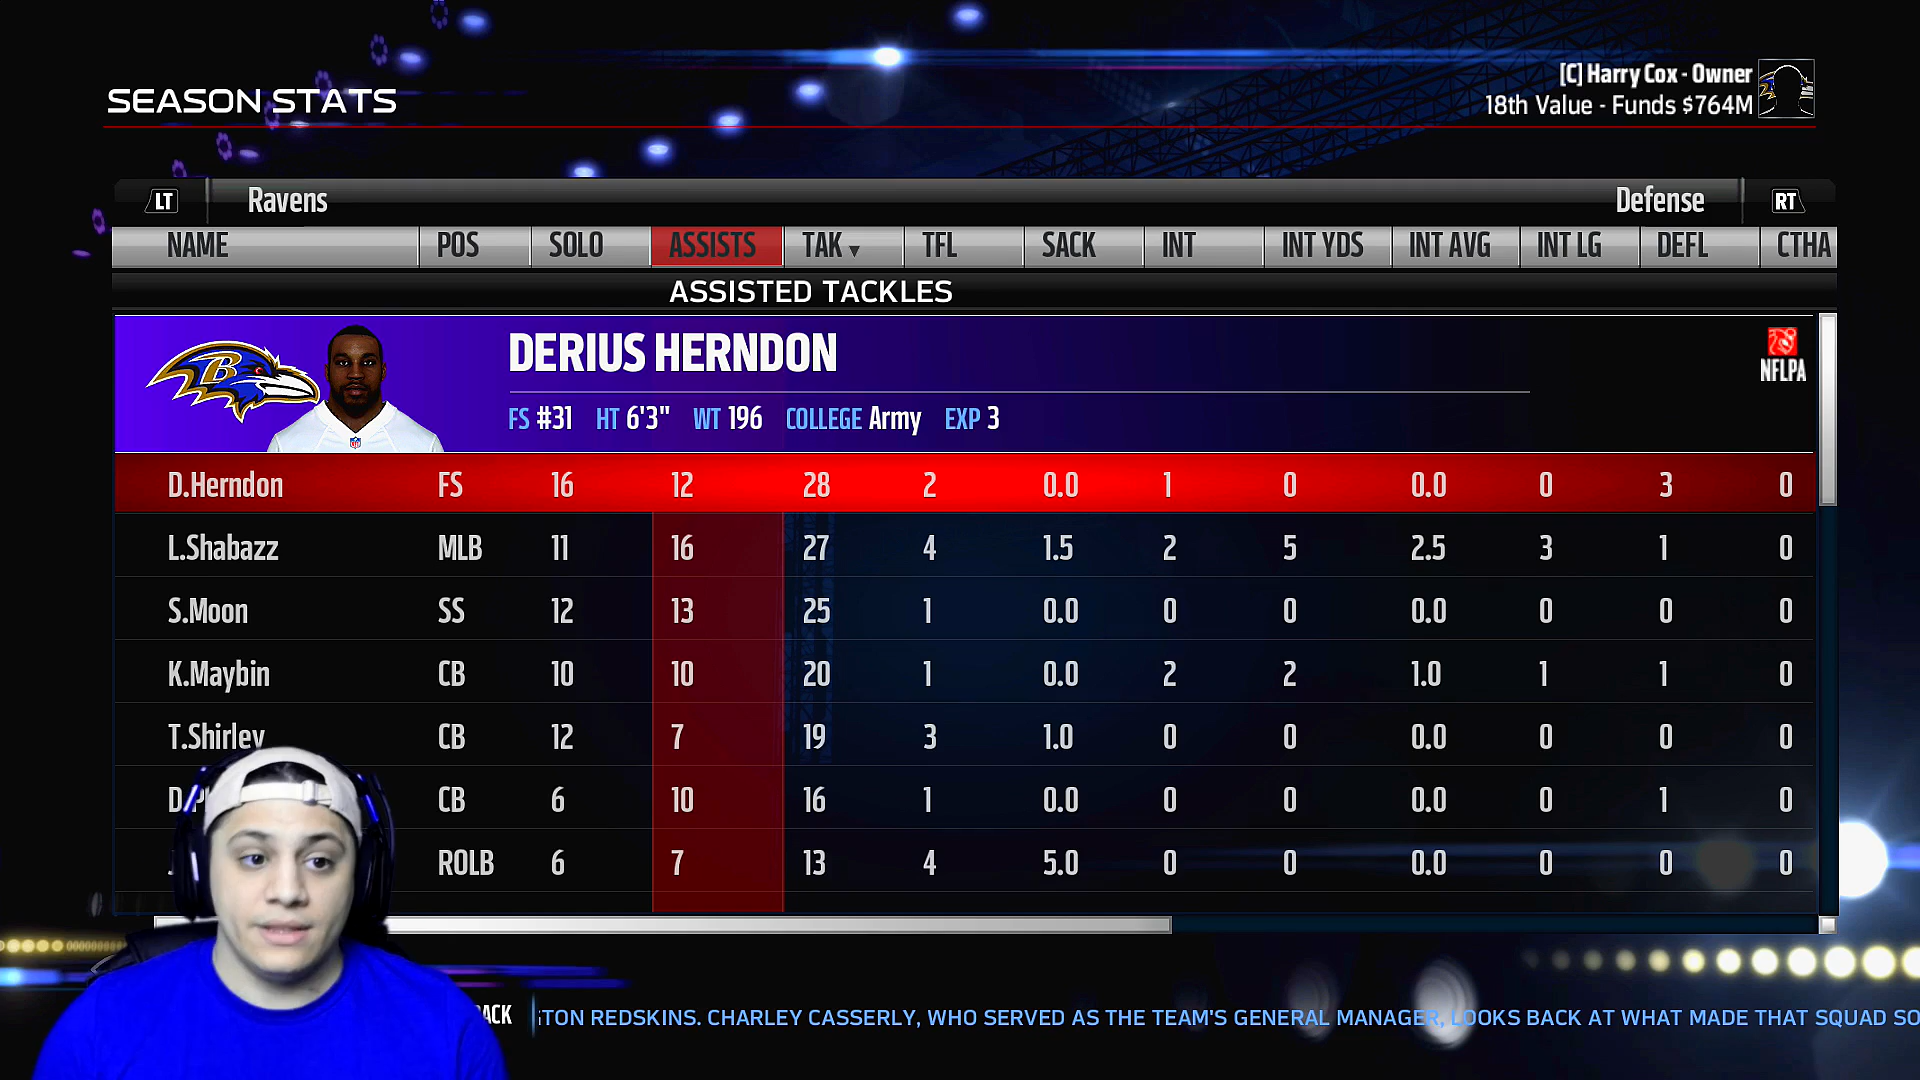 SEASON STATS
[C] Harry Cox - Owner
18th Value - Funds $764M
LT Ravens Defense RT
NAME POS SOLO ASSISTS TAK ▼ TFL SACK INT INT YDS INT AVG INT LG DEFL CTHA
ASSISTED TACKLES
B DERIUS HERNDON
NFLPA
FS #31 HT 6'3" WT 196 COLLEGE Army EXP 3
D.Herndon FS 16 12 28 2 0.0 1 0 0.0 0 3 0
L.Shabazz MLB 11 16 27 4 1.5 2 5 2.5 3 1 0
S.Moon SS 12 13 25 1 0.0 0 0 0.0 0 0 0
K.Maybin CB 10 10 20 1 0.0 2 2 1.0 1 1 0
T.Shirley CB 12 7 19 3 1.0 0 0 0.0 0 0 0
CB 6 10 16 1 0.0 0 0 0.0 0 1 0
ROLB 6 7 13 4 5.0 0 0 0.0 0 0 0
ACK TON REDSKINS. CHARLEY CASSERLY, WHO SERVED AS THE TEAM'S GENERAL MANAGER, LOOKS BACK AT WHAT MADE THAT SQUAD SO